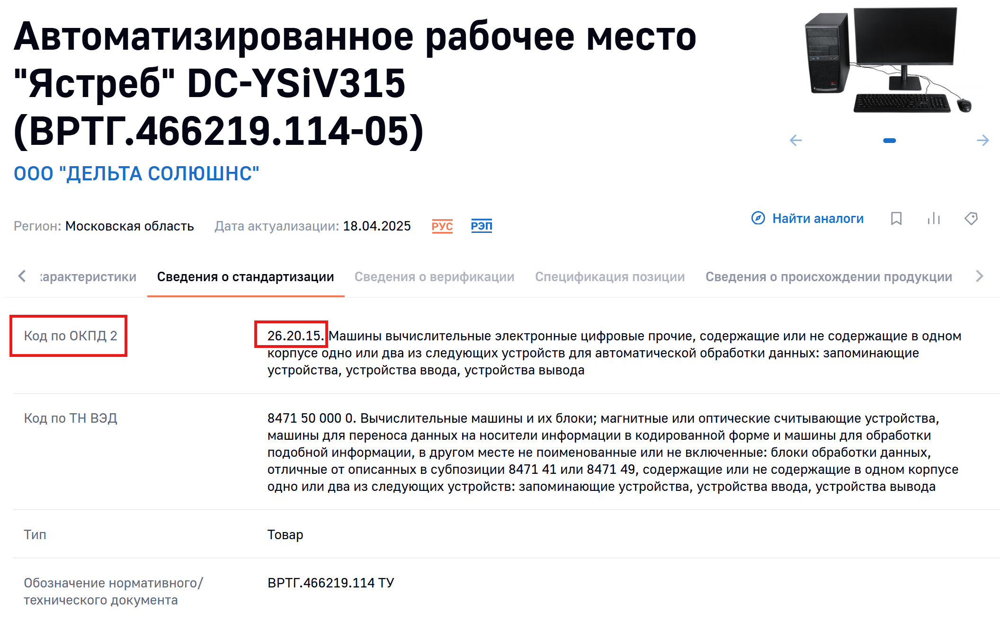 Автоматизированное рабочее место
"Ястреб" DC-YSiV315
(ВРТГ.466219.114-05)
ООО "ДЕЛЬТА СОЛЮШНС"
Регион: Московская область Дата актуализации: 18.04.2025 РУС РЭП
Найти аналоги
характеристики Сведения о стандартизации Сведения о верификации Спецификация позиции Сведения о происхождении продукции
Код по ОКПД 2
26.20.15. Машины вычислительные электронные цифровые прочие, содержащие или не содержащие в одном
корпусе одно или два из следующих устройств для автоматической обработки данных: запоминающие
устройства, устройства ввода, устройства вывода
Код по ТН ВЭД
8471 50 000 0. Вычислительные машины и их блоки; магнитные или оптические считывающие устройства,
машины для переноса данных на носители информации в кодированной форме и машины для обработки
подобной информации, в другом месте не поименованные или не включенные: блоки обработки данных,
отличные от описанных в субпозиции 8471 41 или 8471 49, содержащие или не содержащие в одном корпусе
одно или два из следующих устройств: запоминающие устройства, устройства ввода, устройства вывода
Тип
Товар
Обозначение нормативного/
технического документа
ВРТГ.466219.114 ТУ